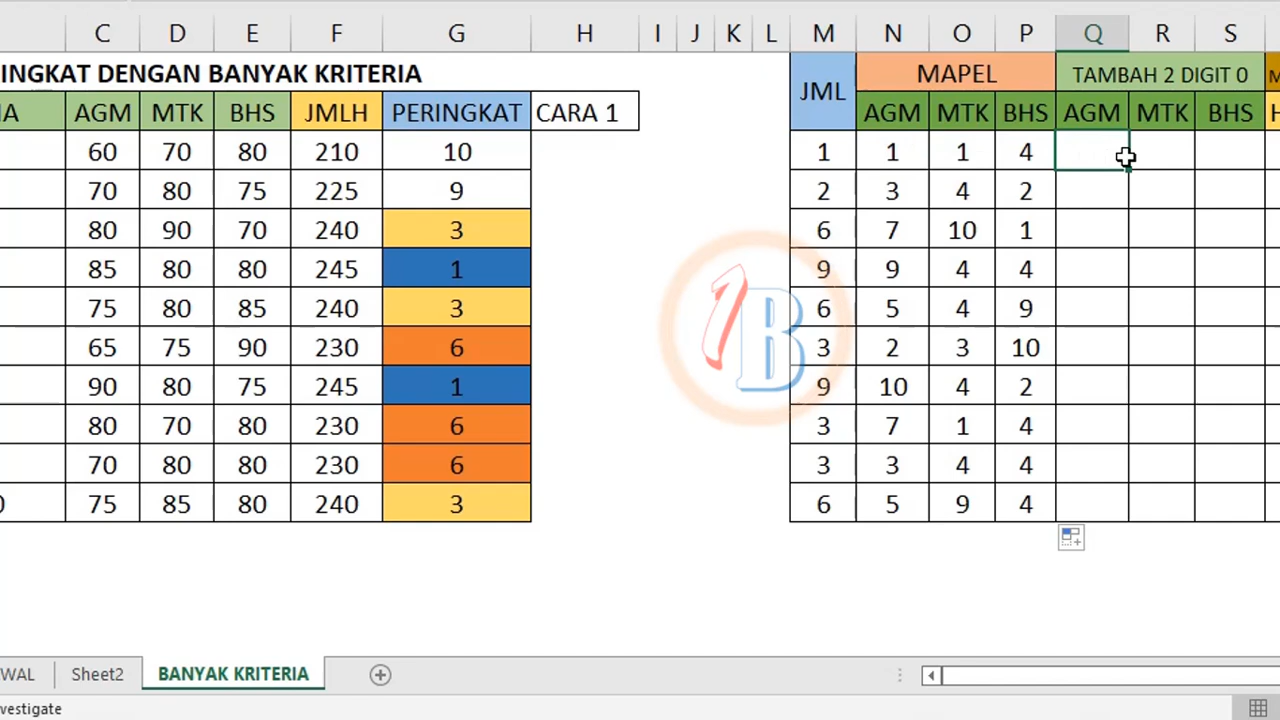 C D E F G H I J K L M N O P Q R S
INGKAT DENGAN BANYAK KRITERIA JML MAPEL TAMBAH 2 DIGIT 0
AGM MTK BHS JMLH PERINGKAT CARA 1 AGM MTK BHS AGM MTK BHS
60 70 80 210 10 1 1 1 4
70 80 75 225 9 2 3 4 2
80 90 70 240 3 6 7 10 1
85 80 80 245 1 9 9 4 4
75 80 85 240 3 6 5 4 9
65 75 90 230 6 3 2 3 10
90 80 75 245 1 9 10 4 2
80 70 80 230 6 3 7 1 4
70 80 80 230 6 3 3 4 4
0 75 85 80 240 3 6 5 9 4
1B
WAL Sheet2 BANYAK KRITERIA
vestigate